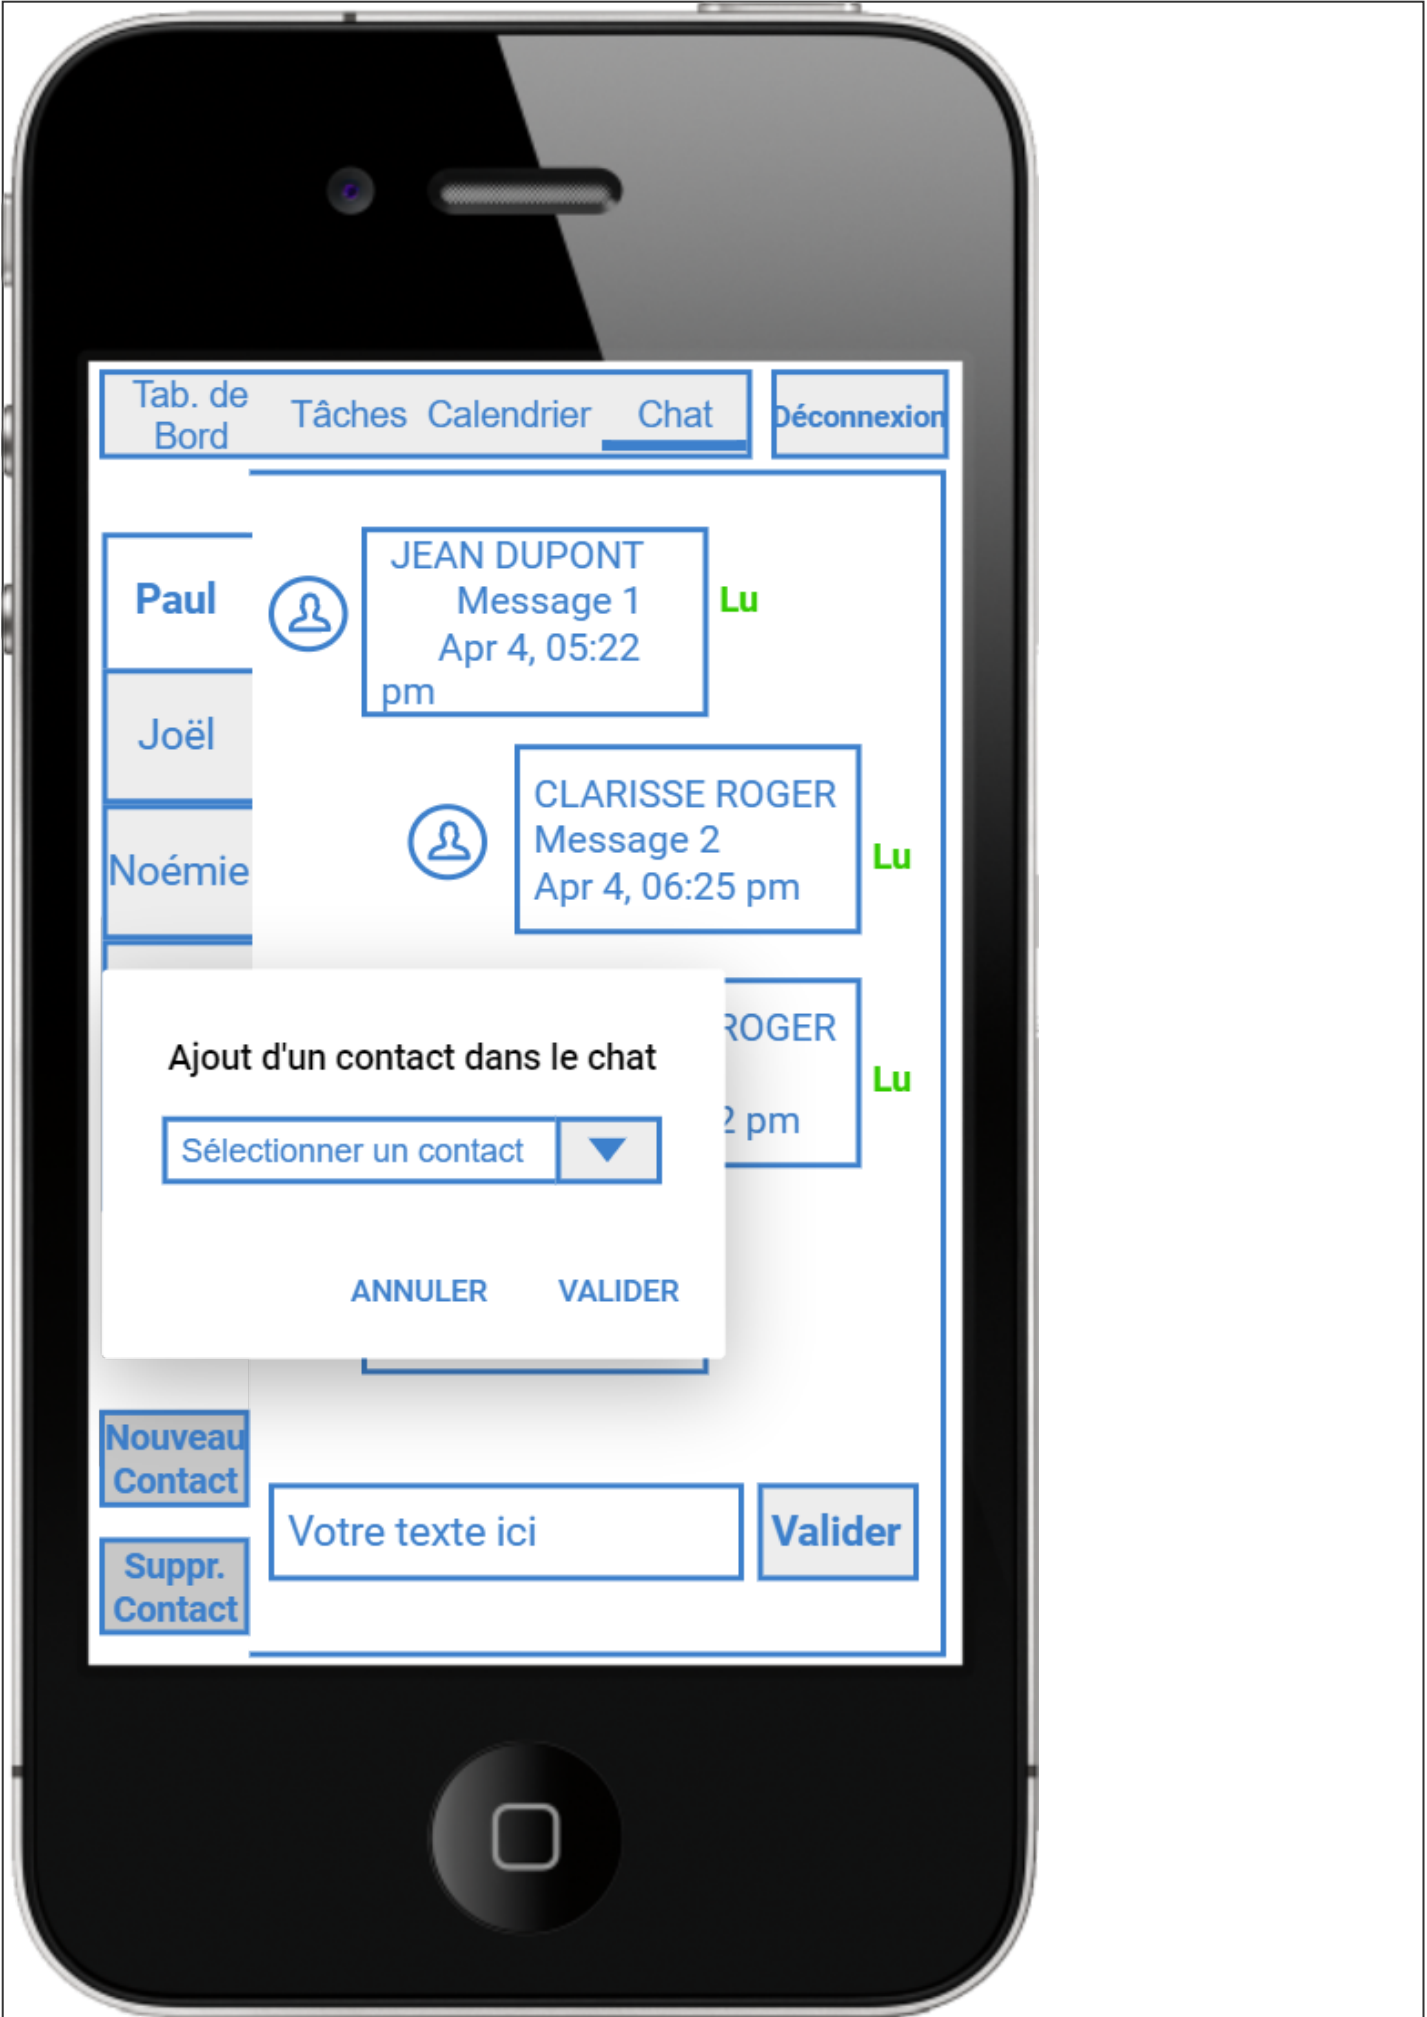 Tab. de
Bord
Tâches
Calendrier
Chat
Déconnexion
Paul
Joël
Noémie
JEAN DUPONT
Message 1
Apr 4, 05:22
pm
Lu
CLARISSE ROGER
Message 2
Apr 4, 06:25 pm
Lu
ROGER
2 pm
Lu
Ajout d'un contact dans le chat
Sélectionner un contact
ANNULER
VALIDER
Nouveau
Contact
Suppr.
Contact
Votre texte ici
Valider